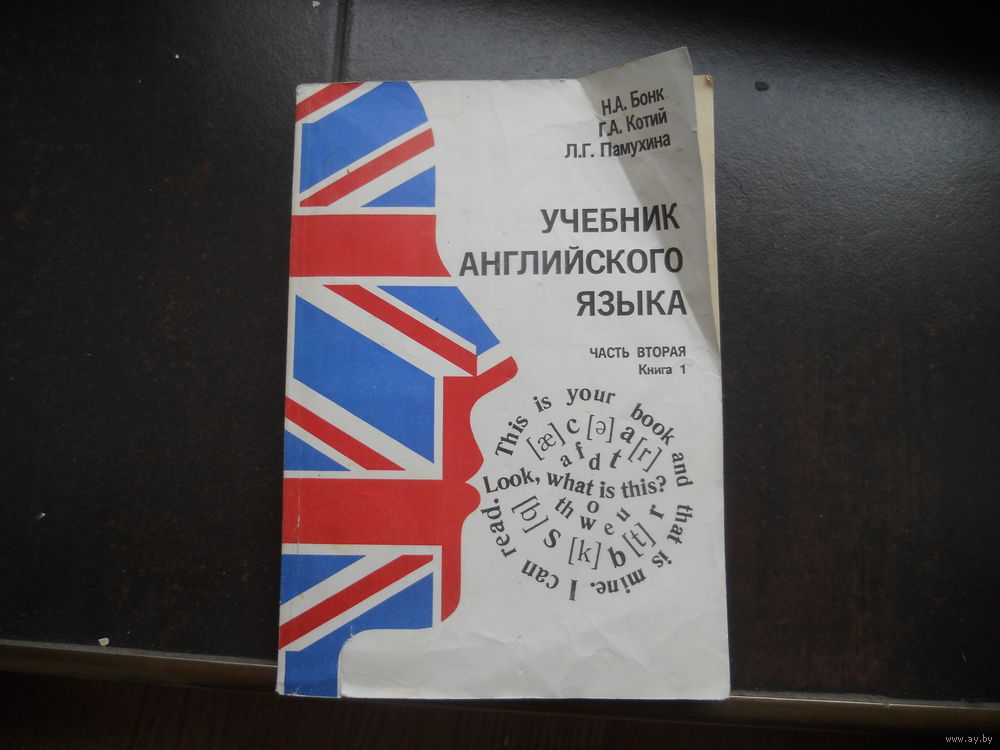 Н.А. Бонк
Г.А. Котий
Л.Г. Памухина
УЧЕБНИК
АНГЛИЙСКОГО
ЯЗЫКА
ЧАСТЬ ВТОРАЯ
Книга 1
This is your book and that is mine. I can read.
[æ] c [ə] a [r]
a f d t
Look, what is this?
th w e u r
o
[b] S [k] b [t]
www.ay.by